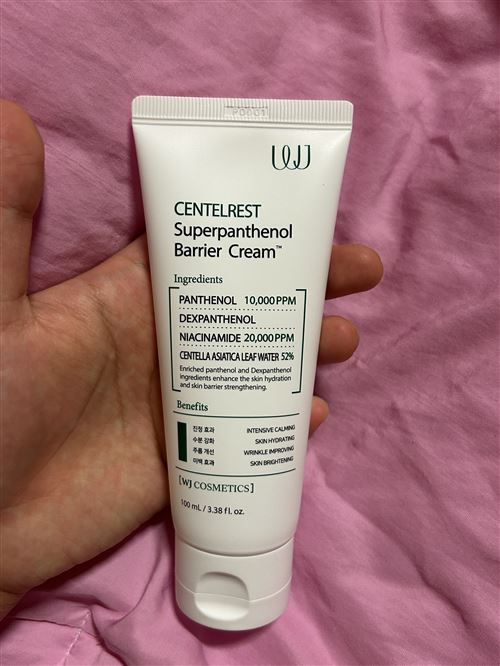 P0001
WJ
CENTELREST
Superpanthenol
Barrier Cream™
Ingredients
PANTHENOL 10,000 PPM
DEXPANTHENOL
NIACINAMIDE 20,000 PPM
CENTELLA ASIATICA LEAF WATER 52%
Enriched panthenol and Dexpanthenol
ingredients enhance the skin hydration
and skin barrier strengthening.
Benefits
진정 효과 INTENSIVE CALMING
수분 강화 SKIN HYDRATING
주름 개선 WRINKLE IMPROVING
미백 효과 SKIN BRIGHTENING
[WJ COSMETICS]
100 mL / 3.38 fl. oz.